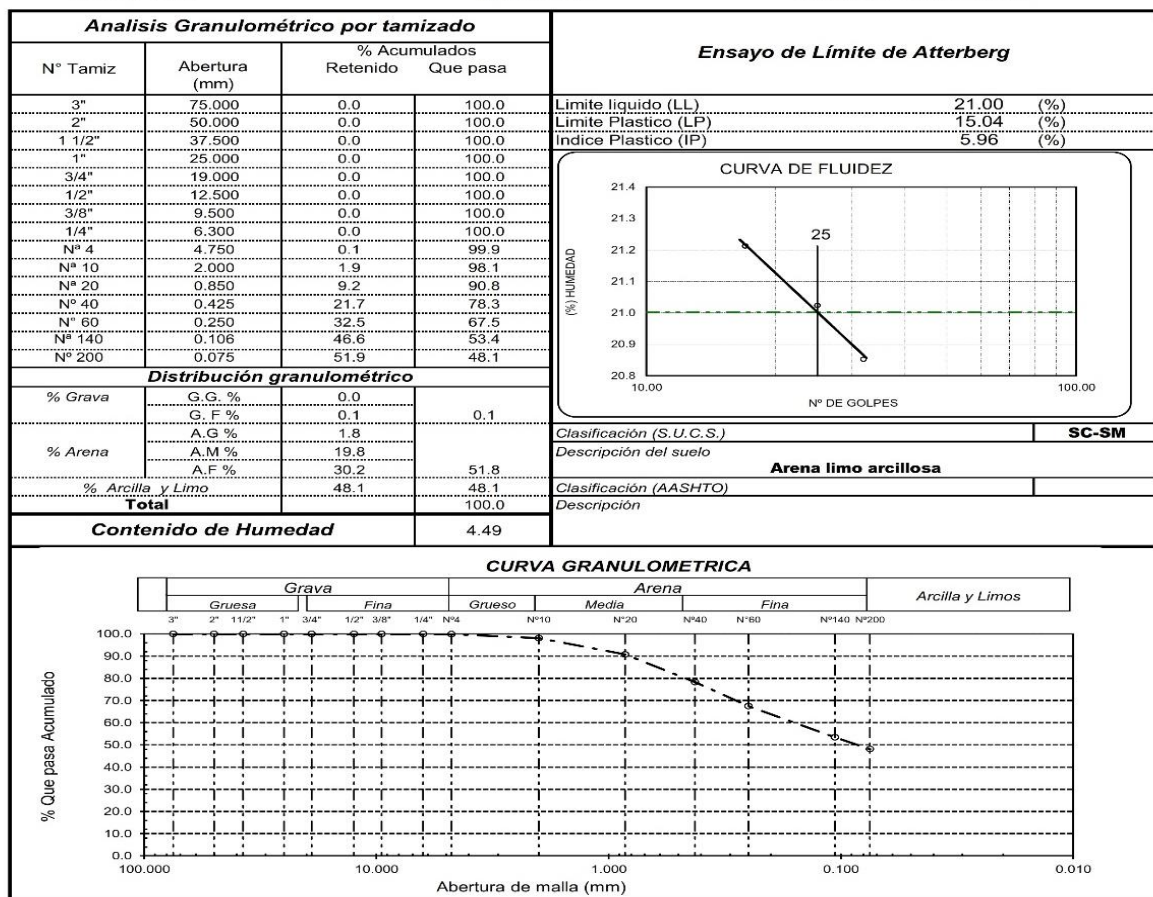 Analisis Granulométrico por tamizado
N° Tamiz Abertura (mm) % Acumulados Retenido Que pasa
3" 75.000 0.0 100.0
2" 50.000 0.0 100.0
1 1/2" 37.500 0.0 100.0
1" 25.000 0.0 100.0
3/4" 19.000 0.0 100.0
1/2" 12.500 0.0 100.0
3/8" 9.500 0.0 100.0
1/4" 6.300 0.0 100.0
Nª 4 4.750 0.1 99.9
Nª 10 2.000 1.9 98.1
Nª 20 0.850 9.2 90.8
Nº 40 0.425 21.7 78.3
N° 60 0.250 32.5 67.5
Nª 140 0.106 46.6 53.4
Nº 200 0.075 51.9 48.1
Distribución granulométrico
% Grava G.G. % 0.0
G. F % 0.1 0.1
A.G % 1.8
% Arena A.M % 19.8
A.F % 30.2 51.8
% Arcilla y Limo 48.1 48.1
Total 100.0
Contenido de Humedad 4.49
Ensayo de Límite de Atterberg
Limite liquido (LL) 21.00 (%)
Limite Plastico (LP) 15.04 (%)
Indice Plastico (IP) 5.96 (%)
CURVA DE FLUIDEZ
21.4
21.3
21.2
21.1
21.0
20.9
20.8
25
(%) HUMEDAD
10.00 100.00
Nº DE GOLPES
Clasificación (S.U.C.S.) SC-SM
Descripción del suelo
Arena limo arcillosa
Clasificación (AASHTO)
Descripción
CURVA GRANULOMETRICA
Grava Arena Arcilla y Limos
Gruesa Fina Grueso Media Fina
3" 2" 11/2" 1" 3/4" 1/2" 3/8" 1/4" Nº4 Nº10 N°20 Nº40 N°60 N°140 Nº200
100.0
90.0
80.0
70.0
60.0
50.0
40.0
30.0
20.0
10.0
0.0
% Que pasa Acumulado
100.000 10.000 1.000 0.100 0.010
Abertura de malla (mm)